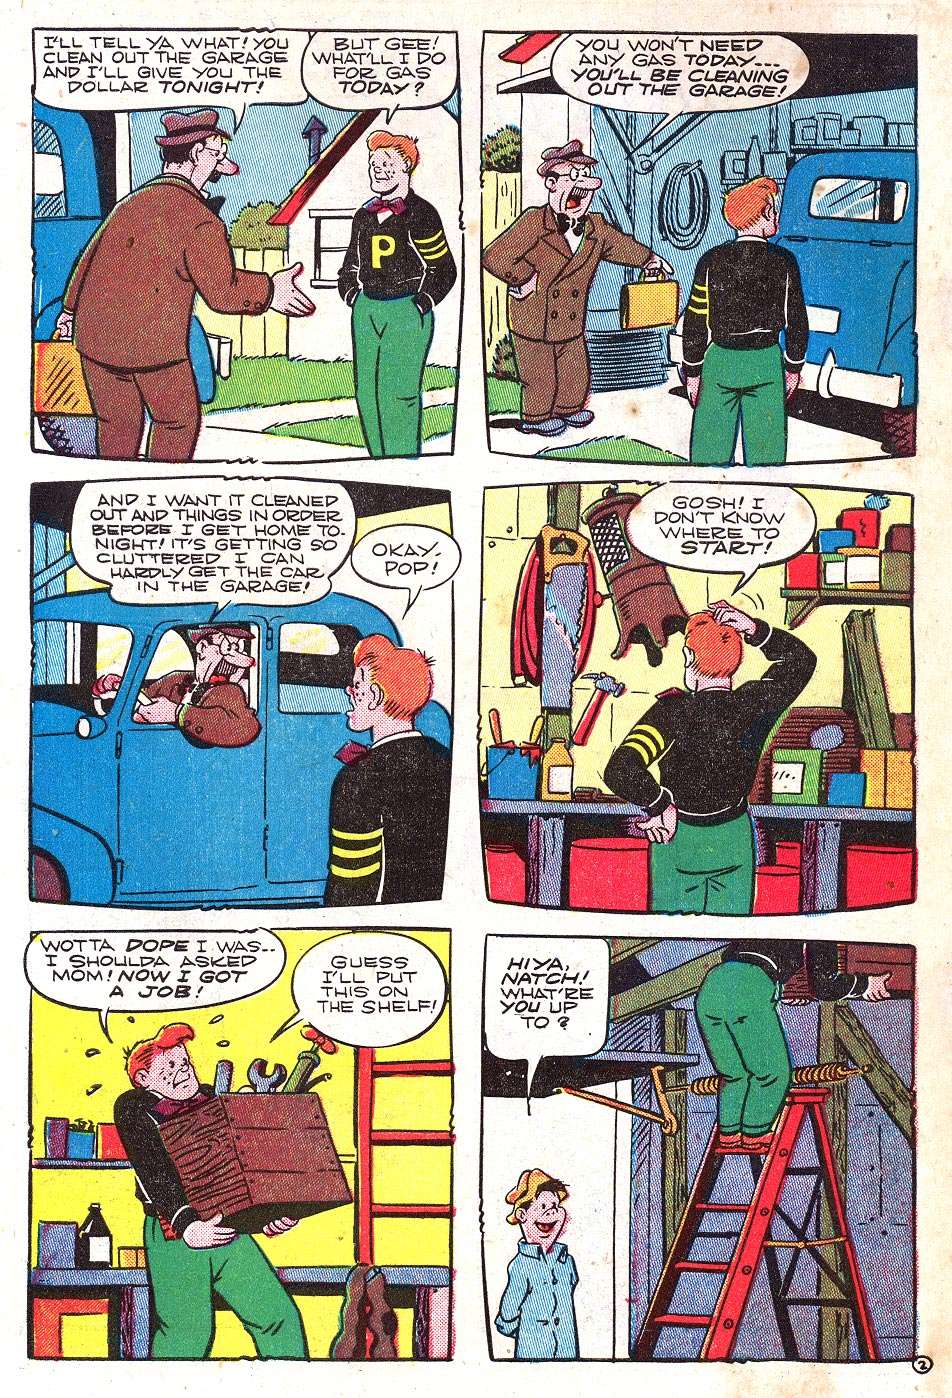 I'LL TELL YA WHAT! YOU
CLEAN OUT THE GARAGE
AND I'LL GIVE YOU THE
DOLLAR TONIGHT!
BUT GEE!
WHAT'LL I DO
FOR GAS
TODAY?
P
YOU WON'T NEED
ANY GAS TODAY...
YOU'LL BE CLEANING
OUT THE GARAGE!
AND I WANT IT CLEANED
OUT AND THINGS IN ORDER
BEFORE I GET HOME TO-
NIGHT! IT'S GETTING SO
CLUTTERED I CAN
HARDLY GET THE CAR
IN THE GARAGE!
OKAY,
POP!
GOSH! I
DON'T KNOW
WHERE TO
START!
WOTTA DOPE I WAS--
I SHOULDA ASKED
MOM! NOW I GOT
A JOB!
GUESS
I'LL PUT
THIS ON
THE SHELF!
HIYA,
NATCH!
WHAT'RE
YOU UP
TO?
2